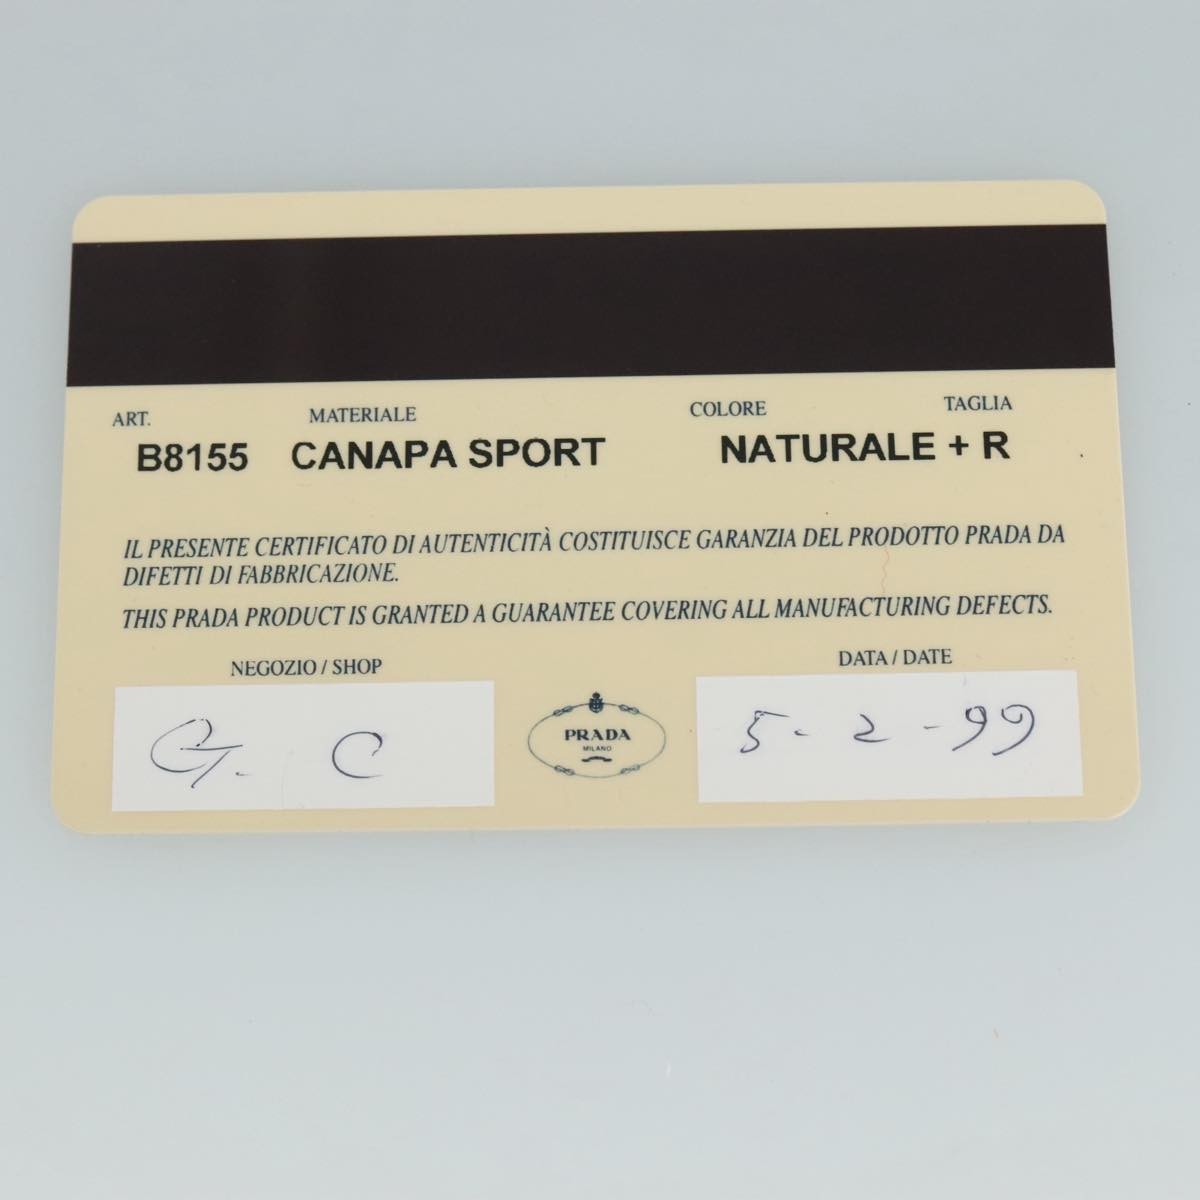 ART. MATERIALE COLORE TAGLIA
B8155 CANAPA SPORT NATURALE + R
IL PRESENTE CERTIFICATO DI AUTENTICITÀ COSTITUISCE GARANZIA DEL PRODOTTO PRADA DA
DIFETTI DI FABBRICAZIONE.
THIS PRADA PRODUCT IS GRANTED A GUARANTEE COVERING ALL MANUFACTURING DEFECTS.
NEGOZIO / SHOP DATA / DATE
G. C 5-2-99
PRADA
MILANO